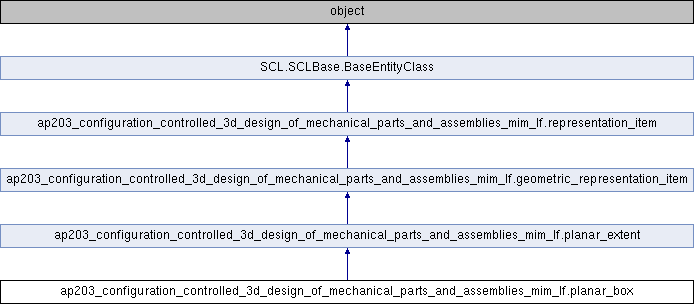 object
SCL.SCLBase.BaseEntityClass
ap203_configuration_controlled_3d_design_of_mechanical_parts_and_assemblies_mim_lf.representation_item
ap203_configuration_controlled_3d_design_of_mechanical_parts_and_assemblies_mim_lf.geometric_representation_item
ap203_configuration_controlled_3d_design_of_mechanical_parts_and_assemblies_mim_lf.planar_extent
ap203_configuration_controlled_3d_design_of_mechanical_parts_and_assemblies_mim_lf.planar_box